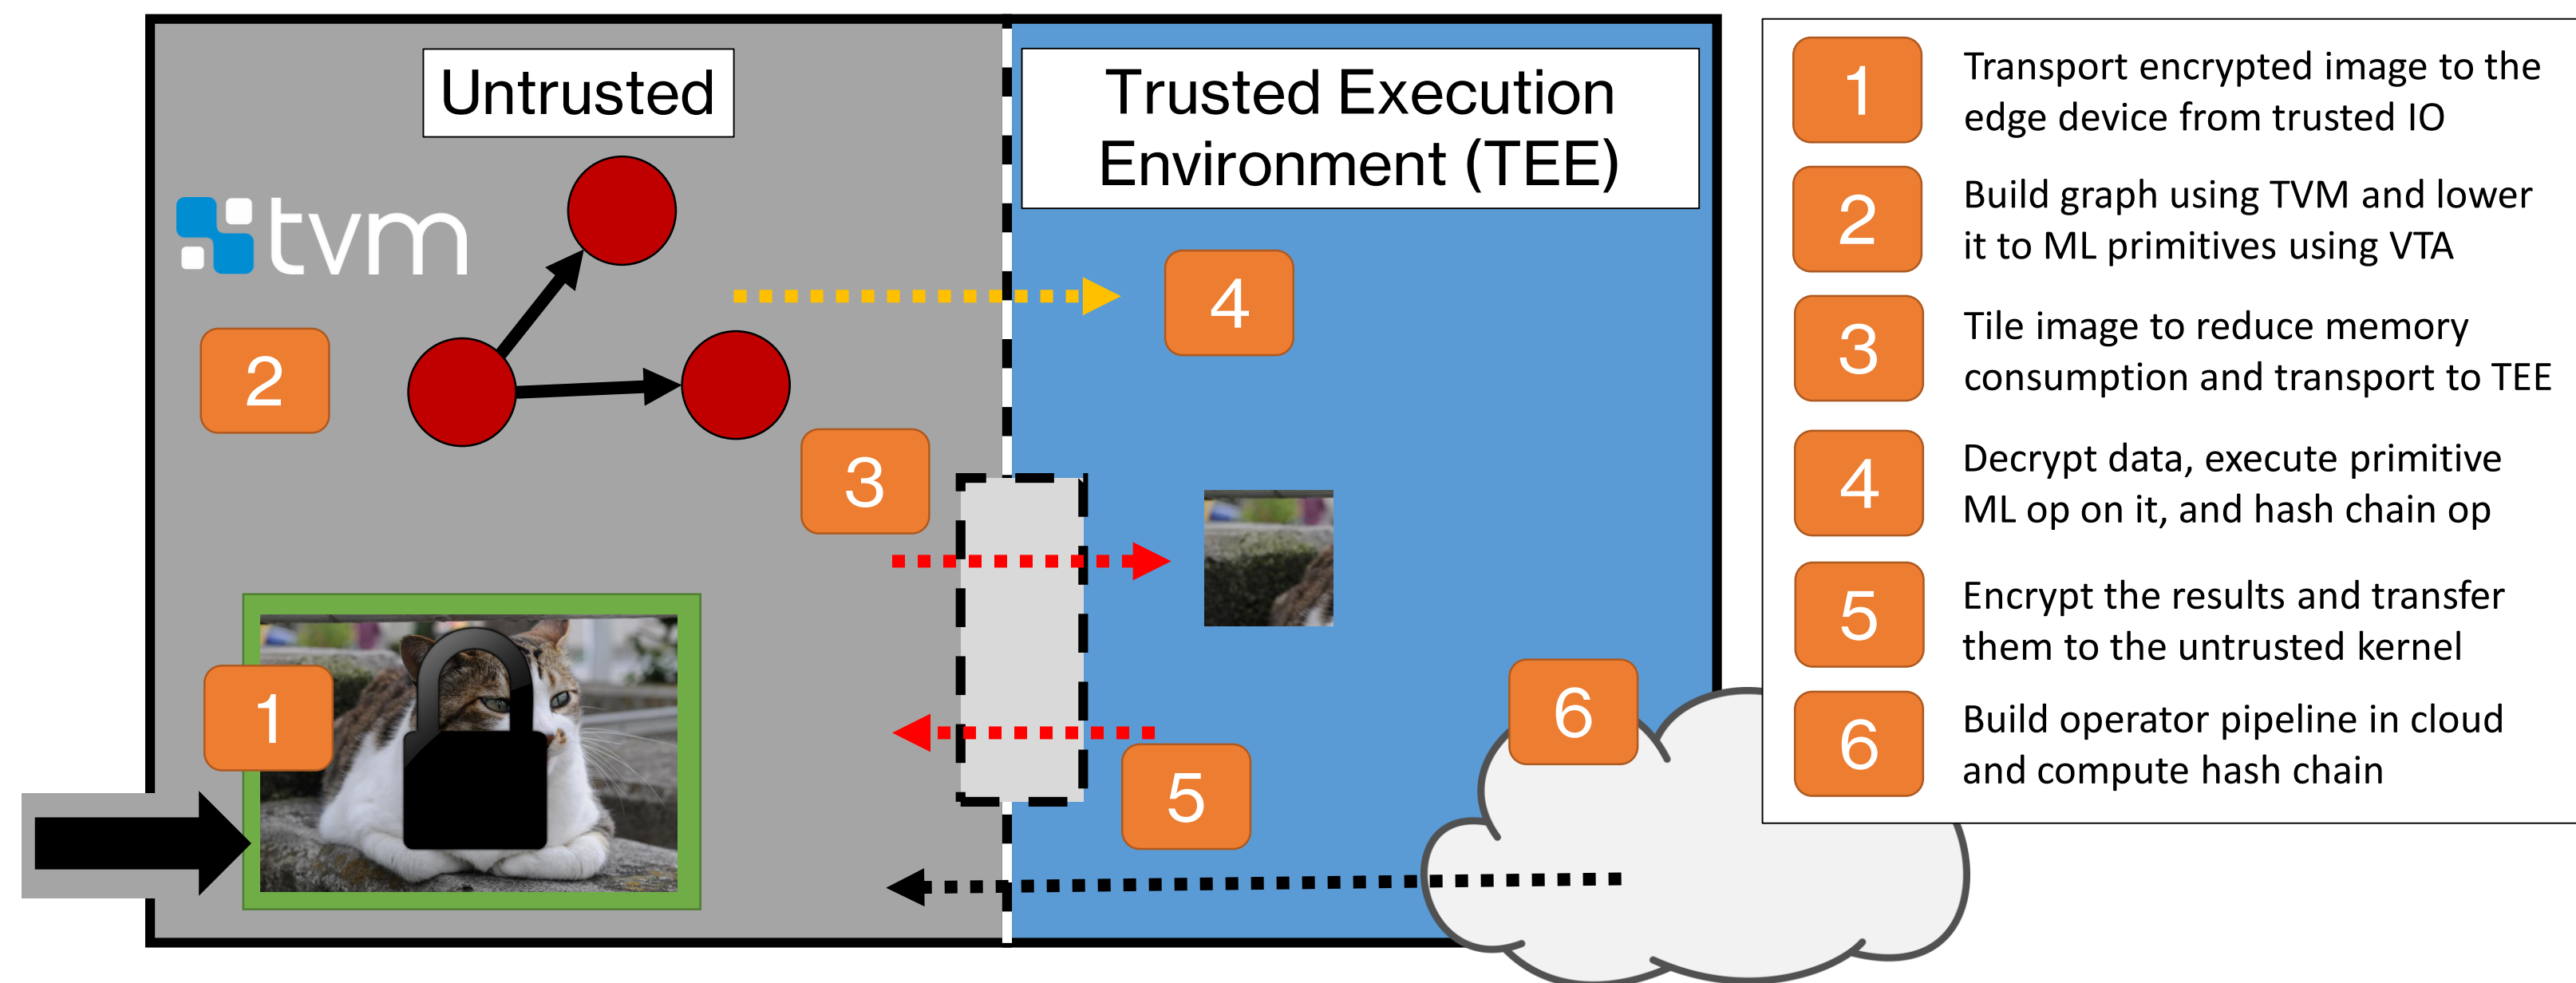 Untrusted
Trusted Execution
Environment (TEE)
tvm
2
4
3
1
5
6
1
Transport encrypted image to the
edge device from trusted IO
2
Build graph using TVM and lower
it to ML primitives using VTA
3
Tile image to reduce memory
consumption and transport to TEE
4
Decrypt data, execute primitive
ML op on it, and hash chain op
5
Encrypt the results and transfer
them to the untrusted kernel
6
Build operator pipeline in cloud
and compute hash chain